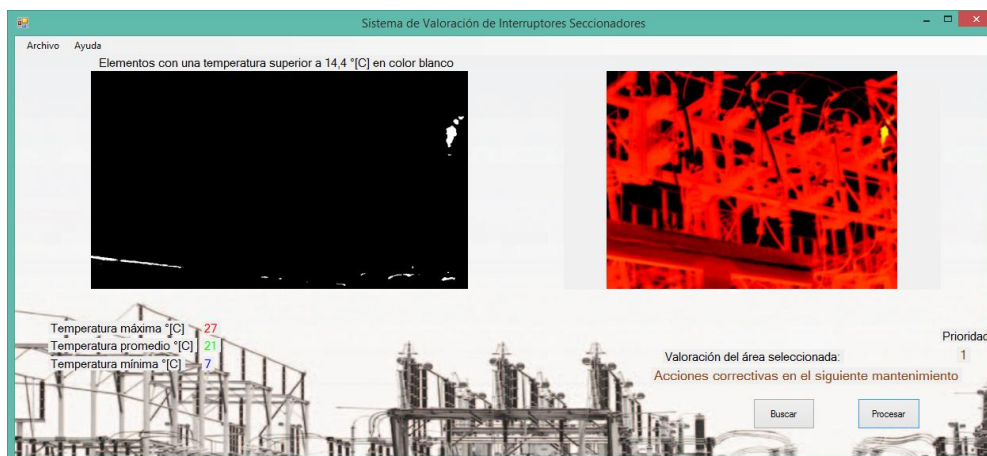 Sistema de Valoración de Interruptores Seccionadores
Archivo Ayuda
Elementos con una temperatura superior a 14,4 °[C] en color blanco
Temperatura máxima °[C] 27
Temperatura promedio °[C] 21
Temperatura mínima °[C] 7
Prioridad
Valoración del área seleccionada: 1
Acciones correctivas en el siguiente mantenimiento
Buscar Procesar